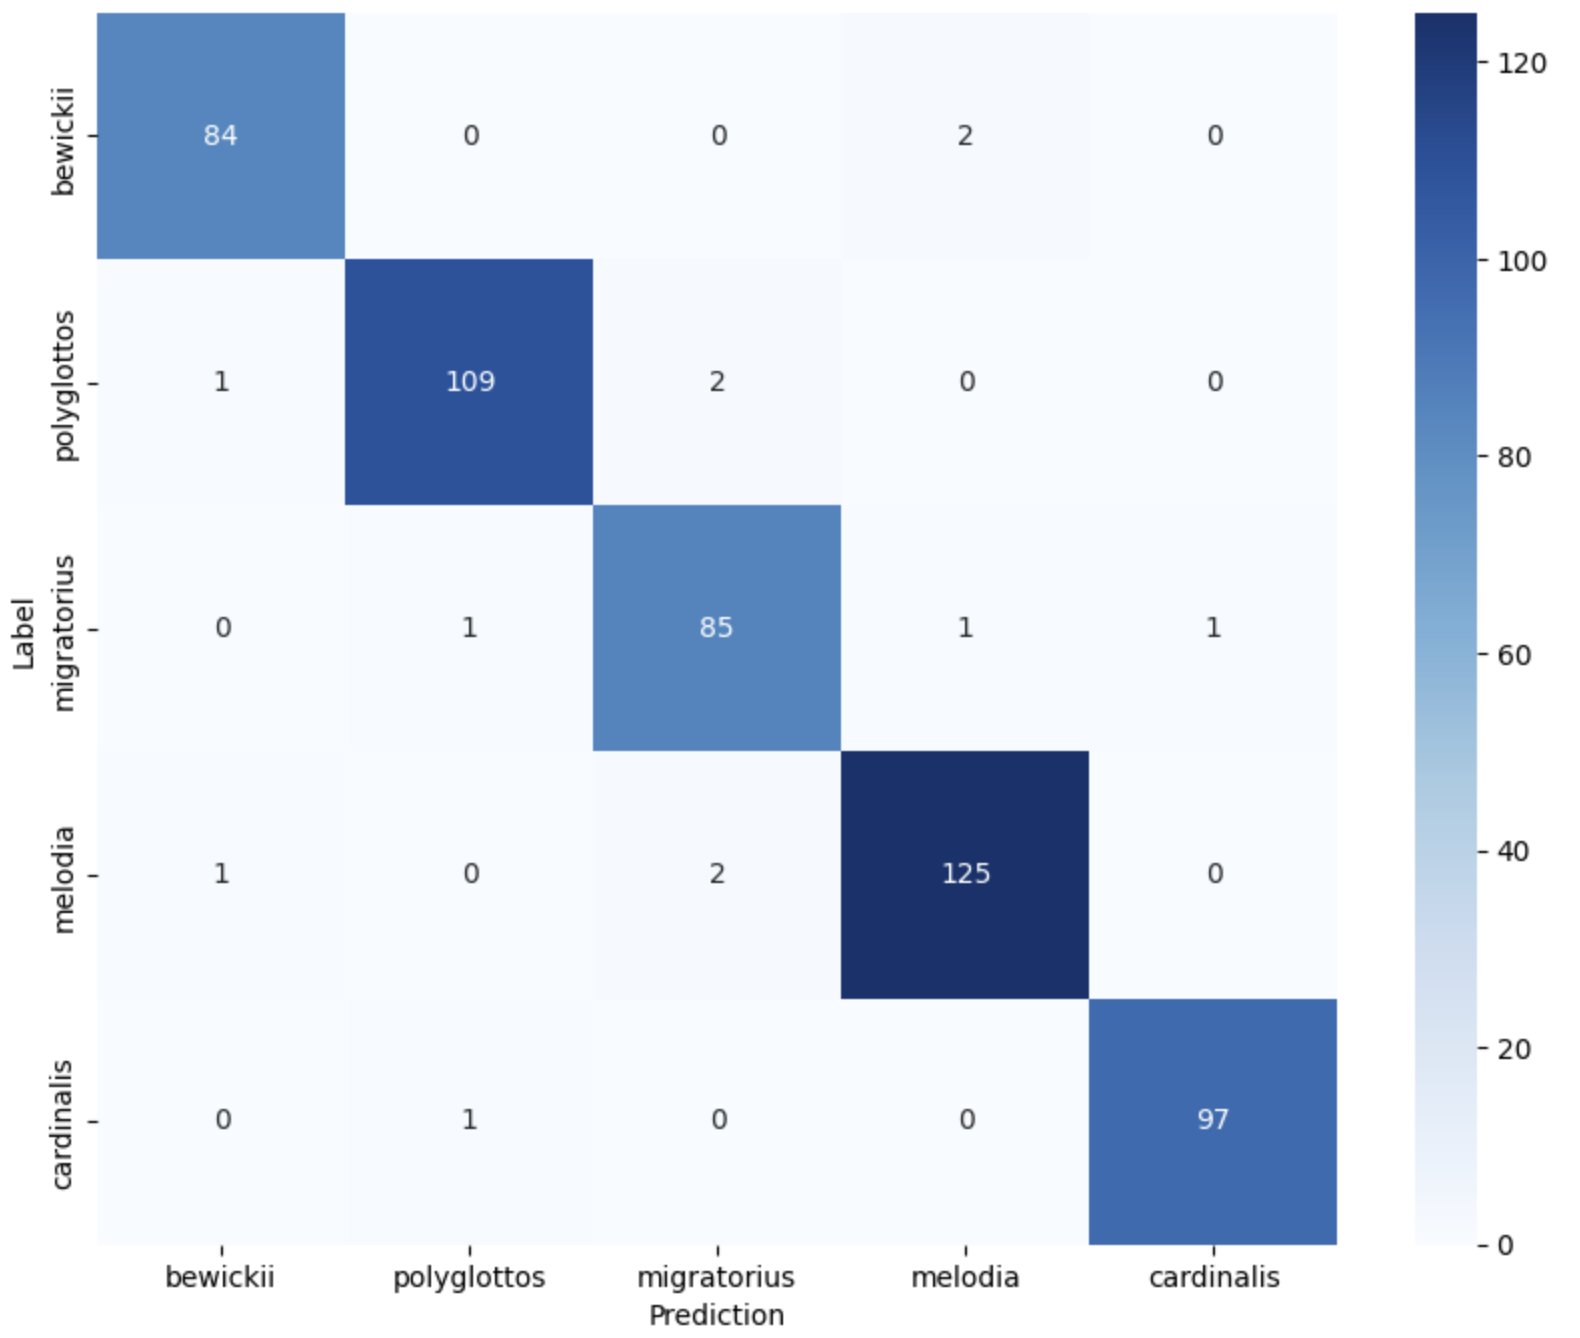 Label
bewickii
84 0 0 2 0
polyglottos
1 109 2 0 0
migratorius
0 1 85 1 1
melodia
1 0 2 125 0
cardinalis
0 1 0 0 97
bewickii polyglottos migratorius melodia cardinalis
Prediction
120
100
80
60
40
20
0